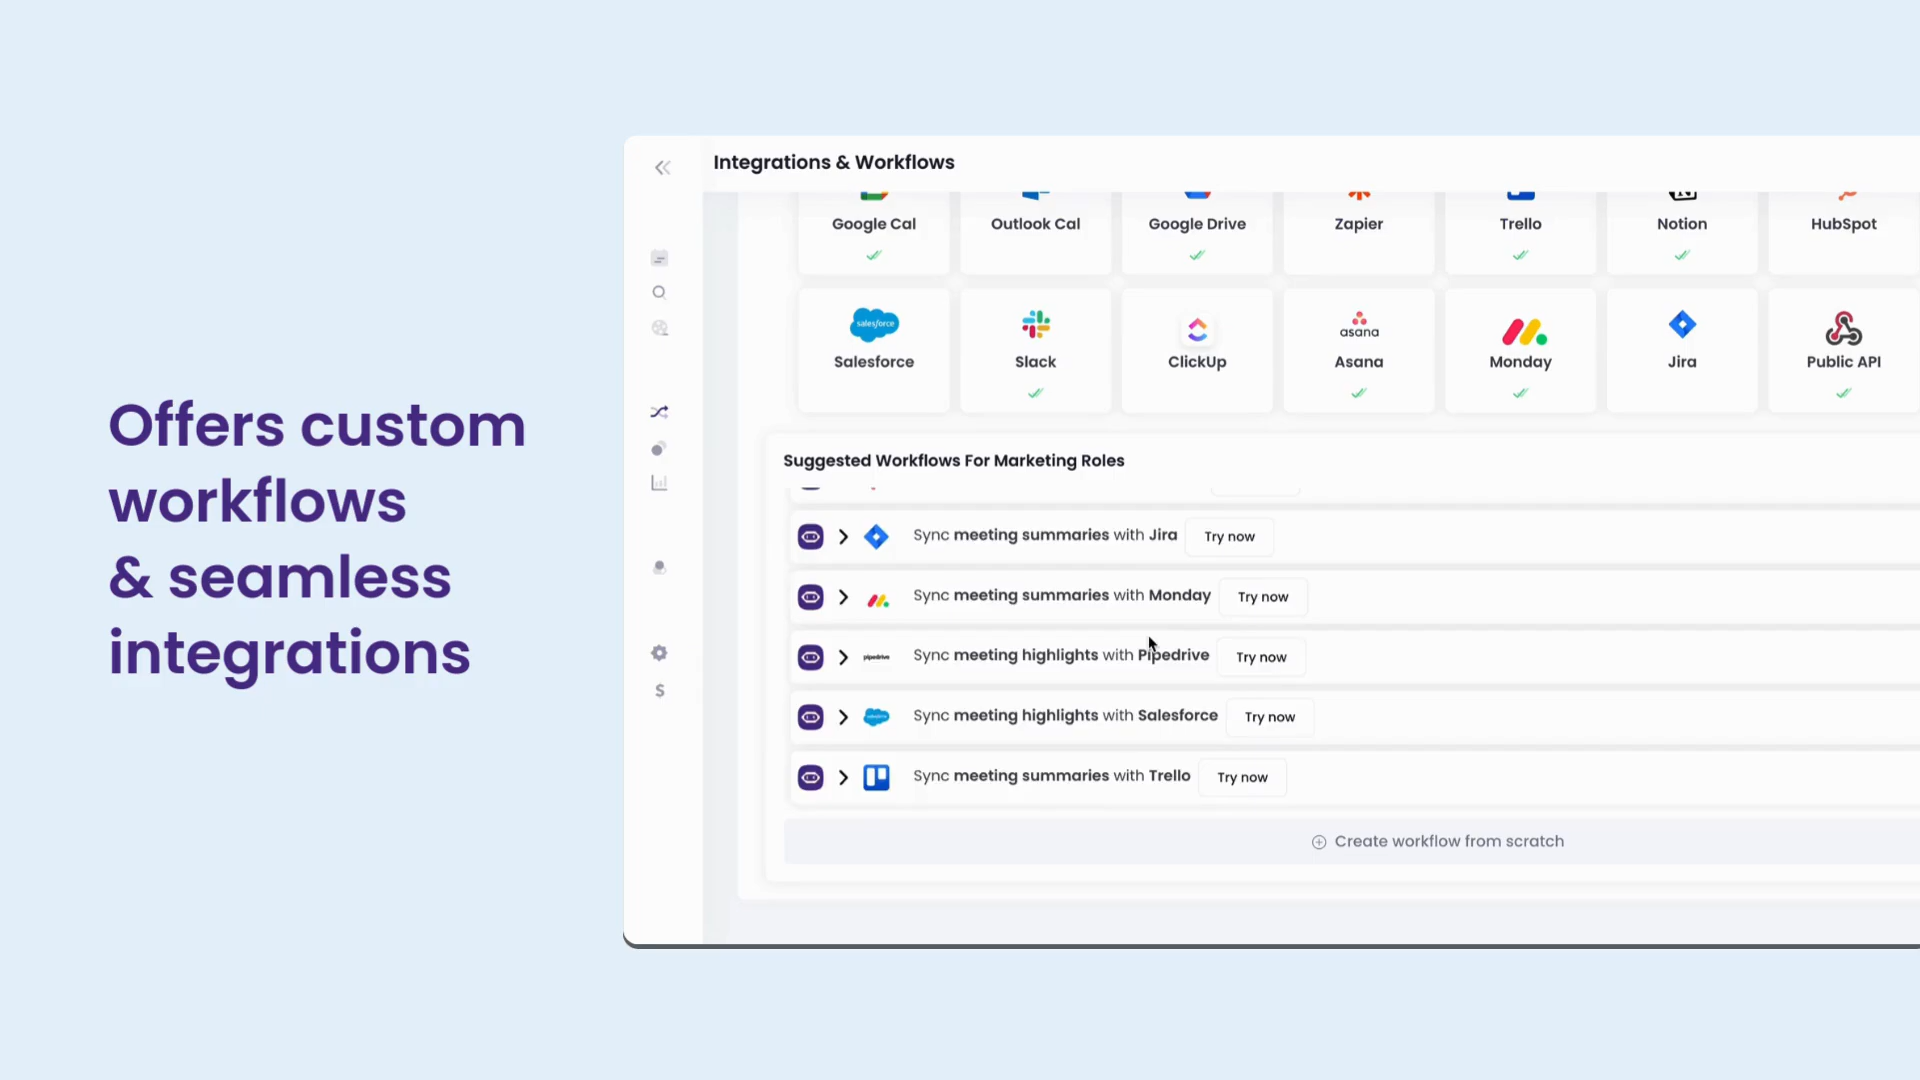 Offers custom
workflows
& seamless
integrations
Integrations & Workflows
Google Cal
Outlook Cal
Google Drive
Zapier
Trello
Notion
HubSpot
salesforce
asana
Salesforce
Slack
ClickUp
Asana
Monday
Jira
Public API
Suggested Workflows For Marketing Roles
Sync meeting summaries with Jira Try now
Sync meeting summaries with Monday Try now
pipedrive Sync meeting highlights with Pipedrive Try now
Sync meeting highlights with Salesforce Try now
Sync meeting summaries with Trello Try now
Create workflow from scratch
$